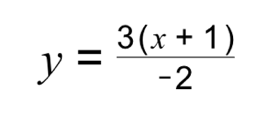 y = 3(x + 1) / -2